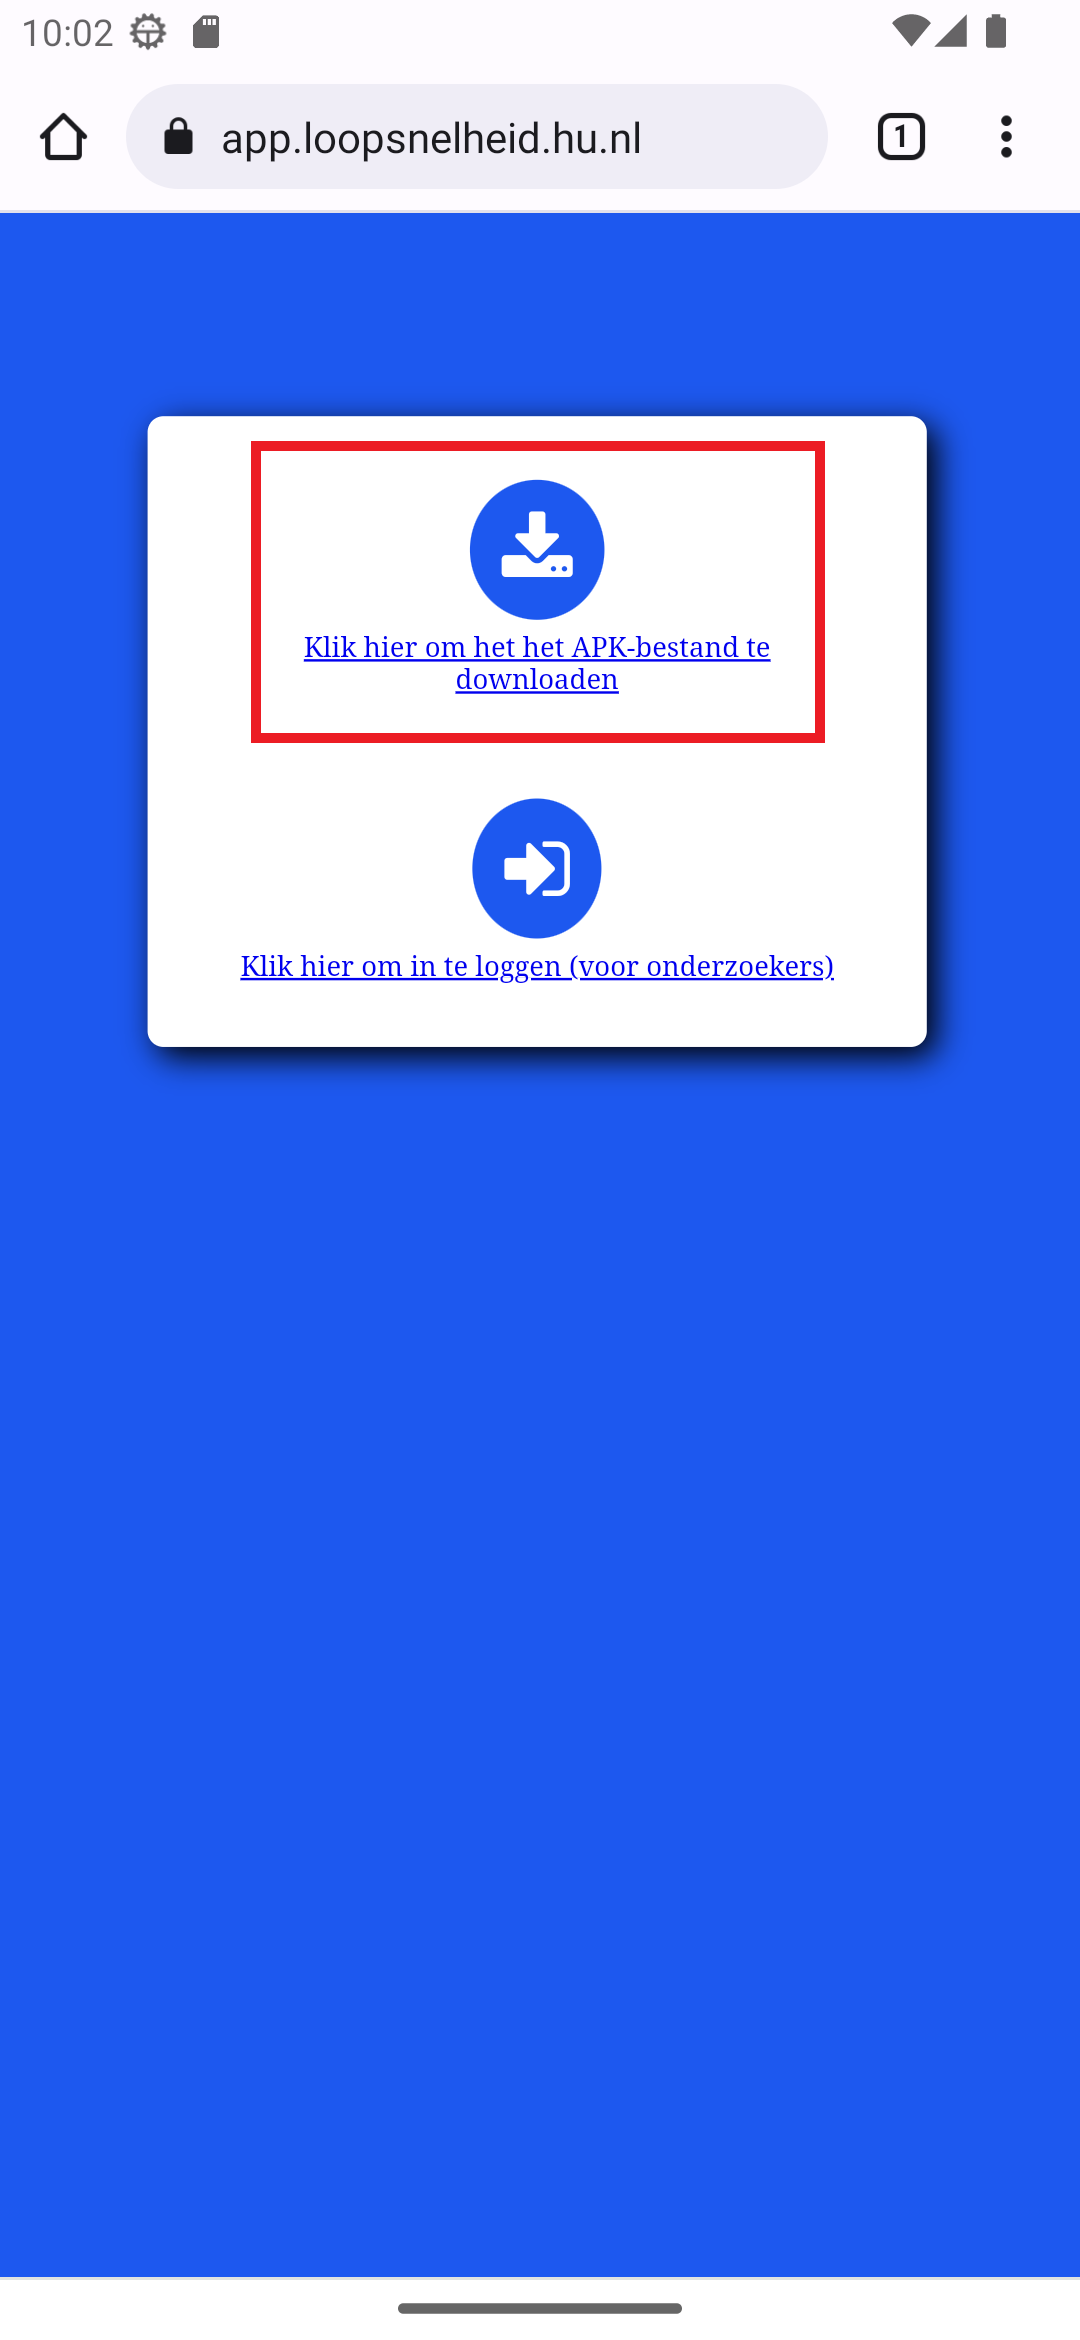 10:02
app.loopsnelheid.hu.nl
1
Klik hier om het het APK-bestand te
downloaden
Klik hier om in te loggen (voor onderzoekers)